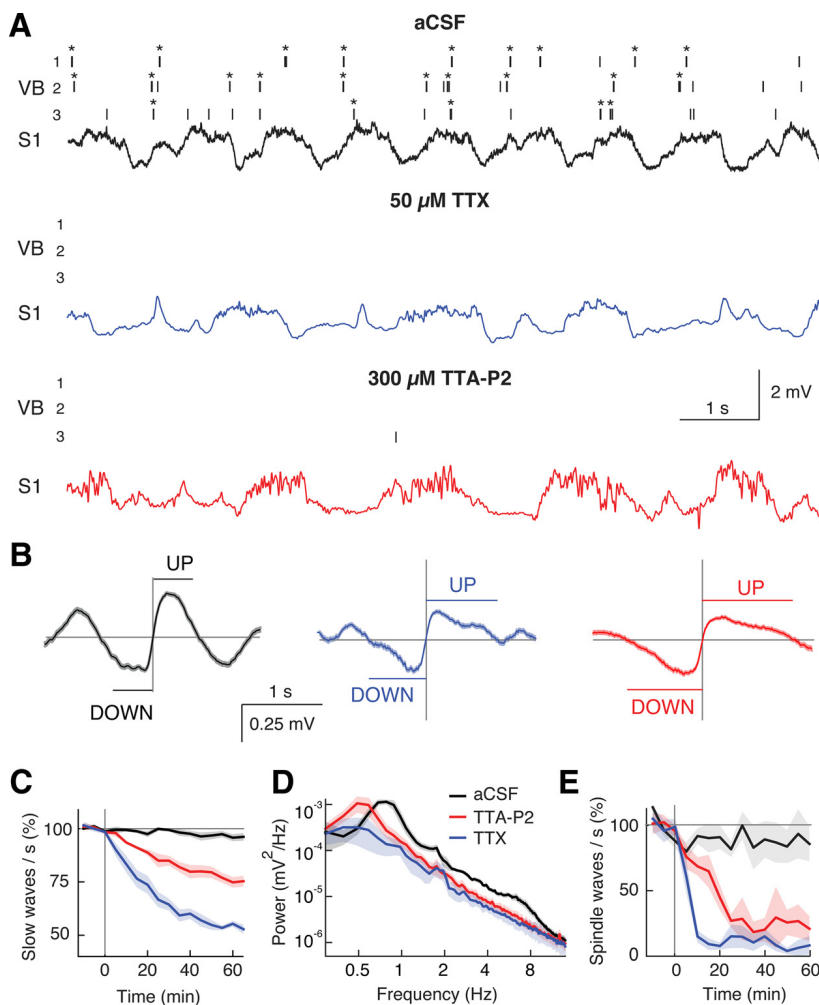 A
aCSF
1
VB 2
3
S1
50 µM TTX
1
VB 2
3
S1
300 µM TTA-P2
1
VB 2
3
2 mV
1 s
S1
B
UP
UP
UP
DOWN
DOWN
DOWN
1 s
0.25 mV
C
Slow waves / s (%)
100
75
50
0 20 40 60
Time (min)
D
aCSF
TTA-P2
TTX
Power (mV²/Hz)
10⁻³
10⁻⁴
10⁻⁵
10⁻⁶
0.5 1 2 4 8
Frequency (Hz)
E
Spindle waves / s (%)
100
50
0
0 20 40 60
Time (min)